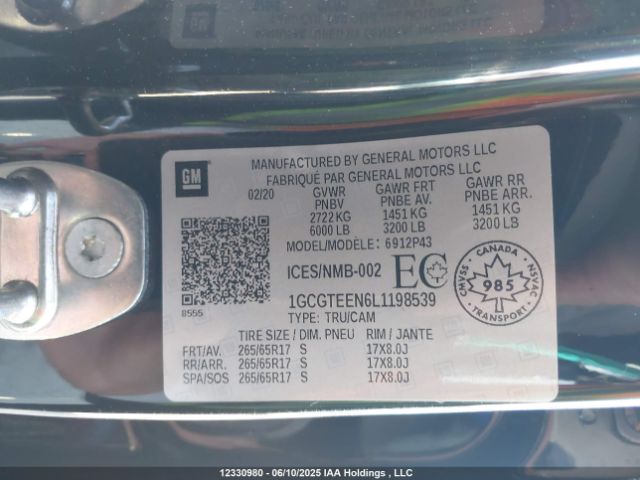 GM
MANUFACTURED BY GENERAL MOTORS LLC
FABRIQUÉ PAR GENERAL MOTORS LLC
02/20 GVWR GAWR FRT GAWR RR
PNBV PNBE AV. PNBE ARR.
2722 KG 1451 KG 1451 KG
6000 LB 3200 LB 3200 LB
MODEL/MODÈLE: 6912P43
ICES/NMB-002 EC
CANADA
985
TRANSPORT
8555
1GCGTEEN6L1198539
TYPE: TRU/CAM
TIRE SIZE / DIM. PNEU RIM / JANTE
FRT/AV. 265/65R17 S 17X8.0J
RR/ARR. 265/65R17 S 17X8.0J
SPA/SOS 265/65R17 S 17X8.0J
12330980 - 06/10/2025 IAA Holdings , LLC